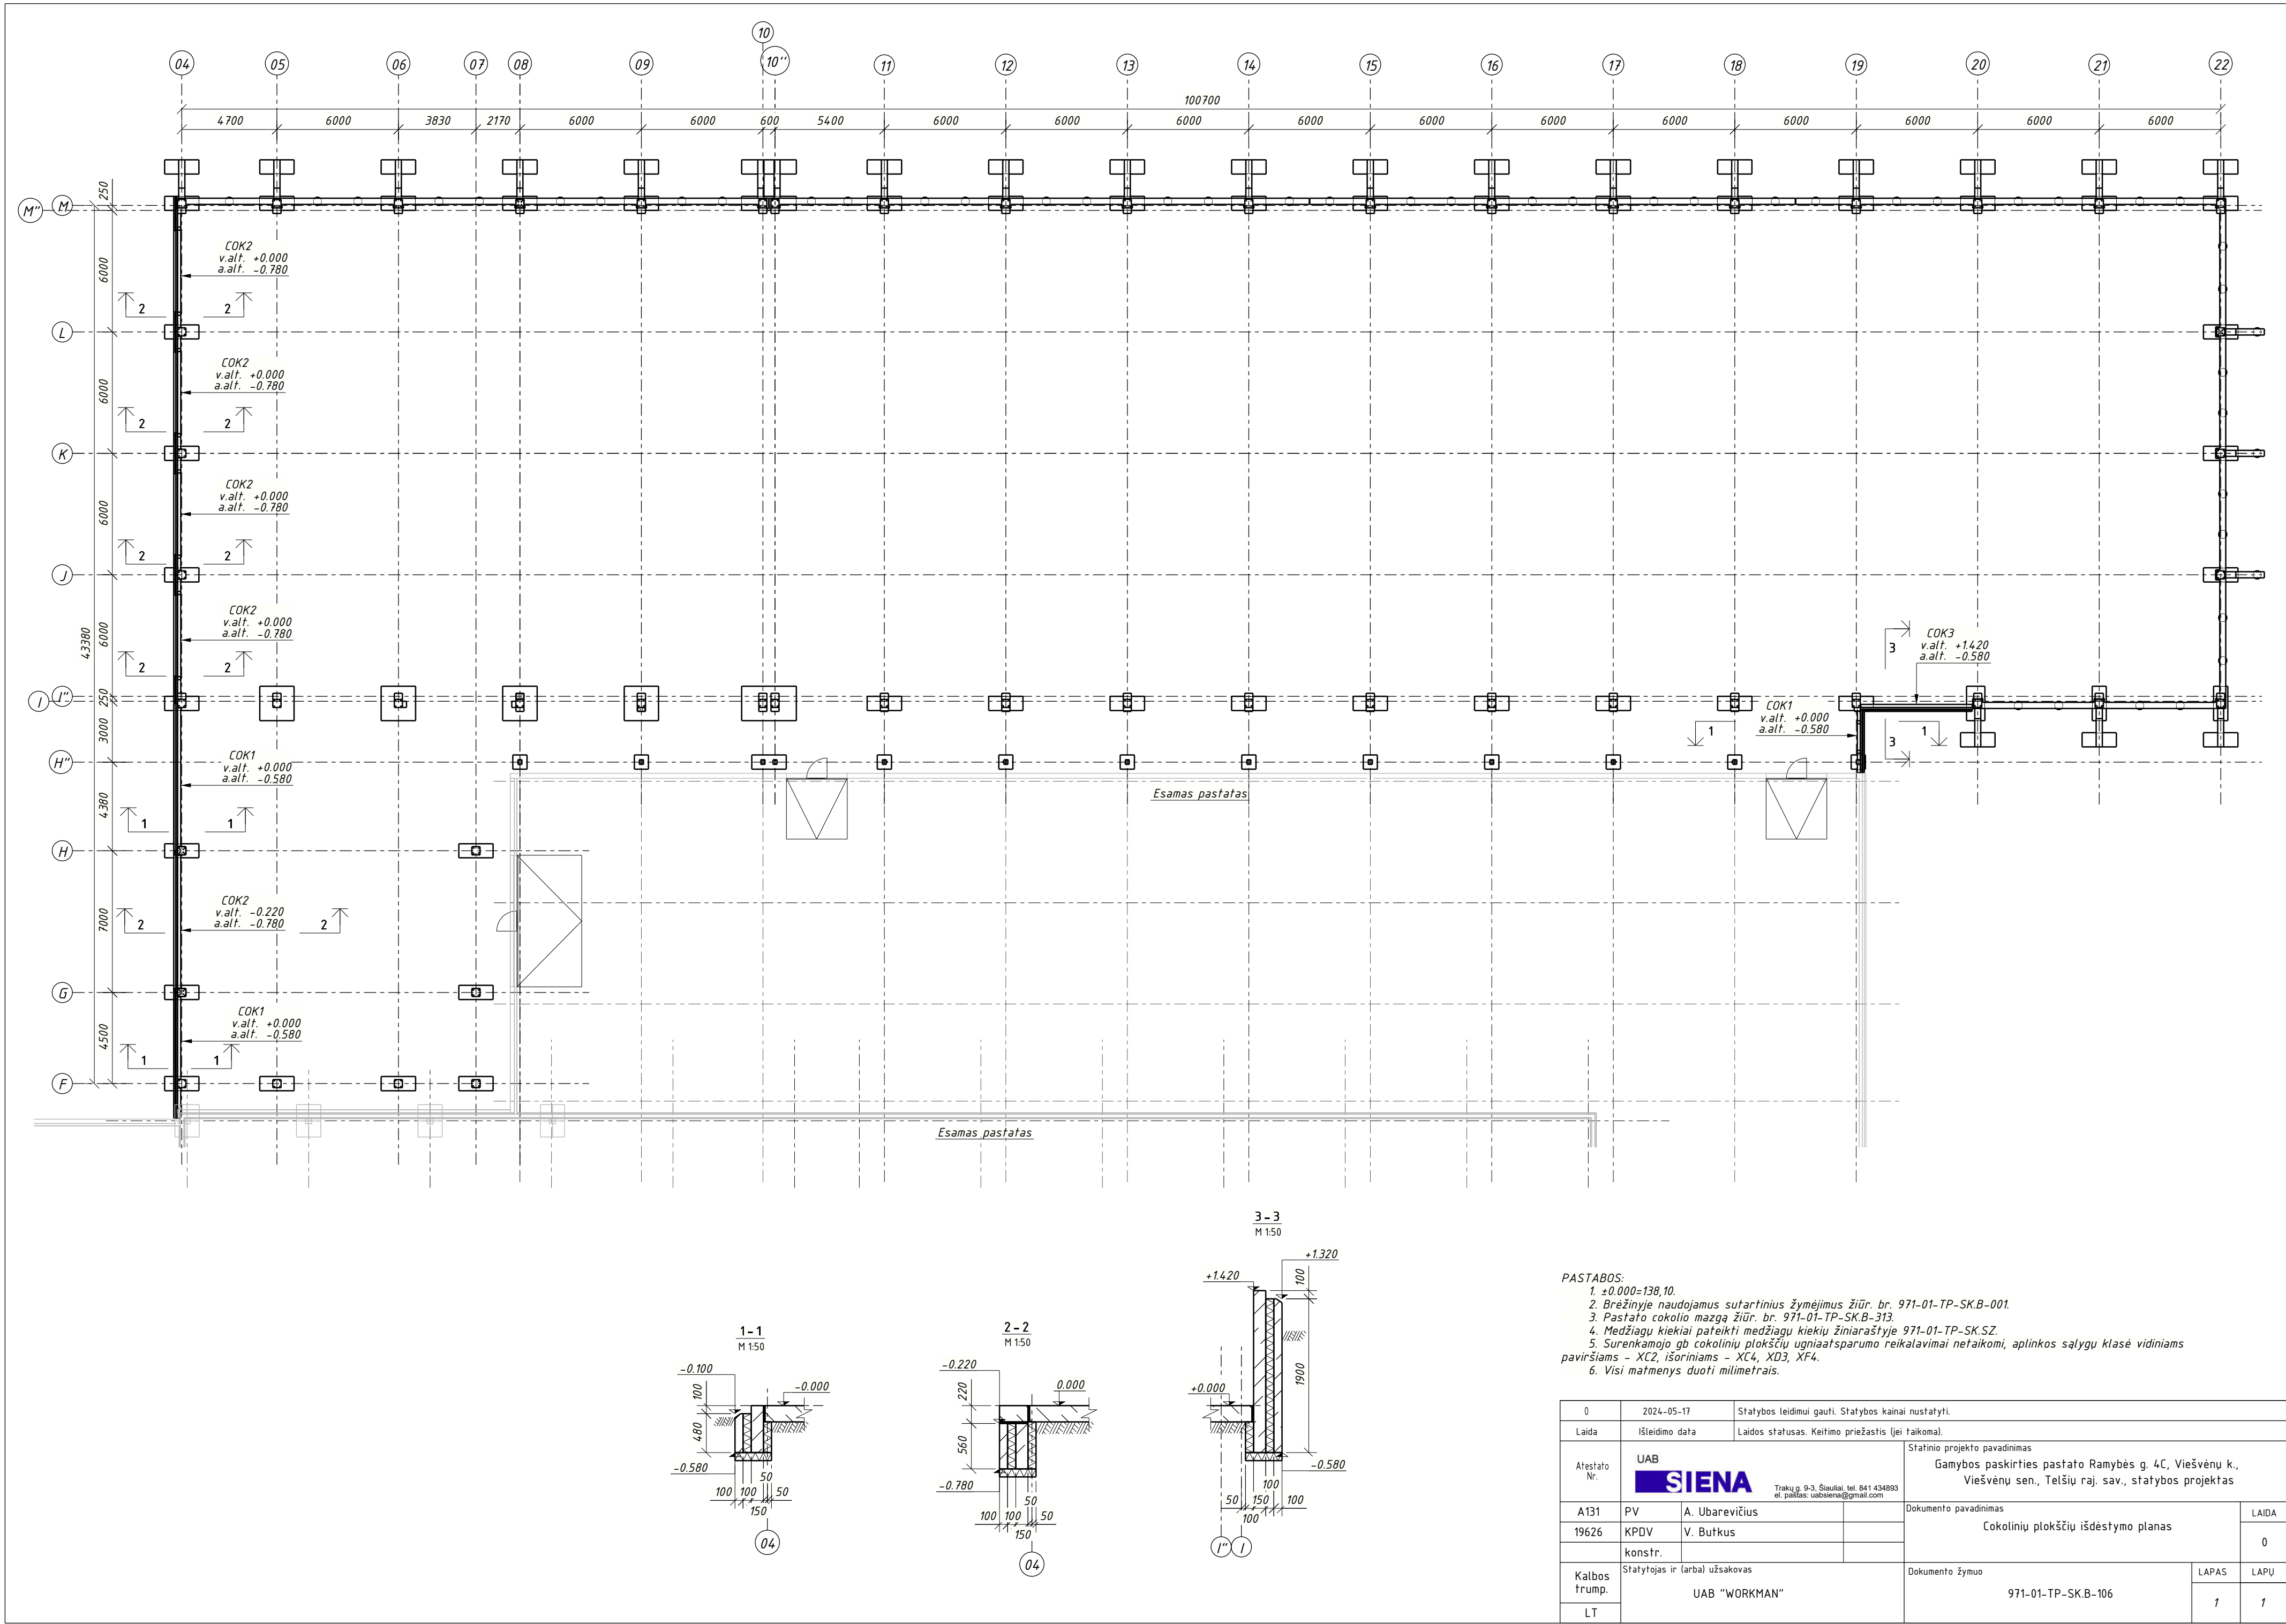 10
04
05
06
07
08
09
10''
11
12
13
14
15
16
17
18
19
20
21
22
100700
4700
6000
3830
2170
6000
6000
600
5400
6000
6000
6000
6000
6000
6000
6000
6000
6000
6000
6000
250
M''
M
COK2
v.alt. +0.000
a.alt. -0.780
6000
2
2
L
COK2
v.alt. +0.000
a.alt. -0.780
6000
2
2
K
COK2
v.alt. +0.000
a.alt. -0.780
6000
2
2
J
COK2
v.alt. +0.000
a.alt. -0.780
6000
43380
2
2
3
COK3
v.alt. +1.420
a.alt. -0.580
I
I''
250
3000
COK1
v.alt. +0.000
a.alt. -0.580
1
3
1
H''
COK1
v.alt. +0.000
a.alt. -0.580
4380
Esamas pastatas
1
1
H
COK2
v.alt. -0.220
a.alt. -0.780
7000
2
2
G
COK1
v.alt. +0.000
a.alt. -0.580
4500
1
1
F
Esamas pastatas
1-1
M 1:50
-0.100
-0.000
100
480
-0.580
50
100
100
50
150
04
2-2
M 1:50
-0.220
0.000
220
560
-0.780
50
100
100
50
150
04
3-3
M 1:50
+1.320
+1.420
100
1900
+0.000
-0.580
100
50
150
100
100
I''
I
PASTABOS:
1. ±0.000=138,10.
2. Brėžinyje naudojamus sutartinius žymėjimus žiūr. br. 971-01-TP-SK.B-001.
3. Pastato cokolio mazgą žiūr. br. 971-01-TP-SK.B-313.
4. Medžiagų kiekiai pateikti medžiagų kiekių žiniaraštyje 971-01-TP-SK.SZ.
5. Surenkamojo gb cokolinių plokščių ugniaatsparumo reikalavimai netaikomi, aplinkos sąlygų klasė vidiniams
paviršiams - XC2, išoriniams - XC4, XD3, XF4.
6. Visi matmenys duoti milimetrais.
0
2024-05-17
Statybos leidimui gauti. Statybos kainai nustatyti.
Laida
Išleidimo data
Laidos statusas. Keitimo priežastis (jei taikoma).
Atestato
Nr.
UAB
SIENA
Trakų g. 9-3, Šiauliai, tel. 841 434893
el. paštas: uabsiena@gmail.com
Statinio projekto pavadinimas
Gamybos paskirties pastato Ramybės g. 4C, Viešvėnų k.,
Viešvėnų sen., Telšių raj. sav., statybos projektas
A131
PV
A. Ubarevičius
19626
KPDV
V. Butkus
konstr.
Dokumento pavadinimas
Cokolinių plokščių išdėstymo planas
LAIDA
0
Kalbos
trump.
LT
Statytojas ir (arba) užsakovas
UAB "WORKMAN"
Dokumento žymuo
971-01-TP-SK.B-106
LAPAS
LAPŲ
1
1